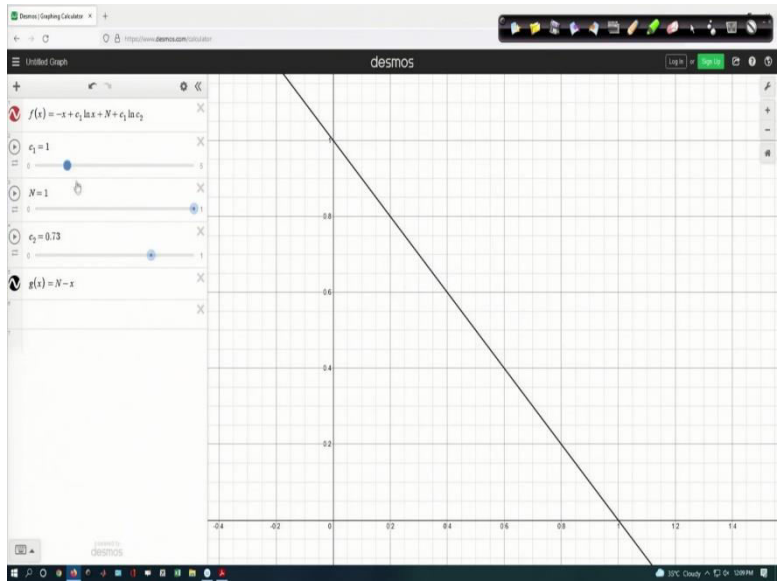 Desmos | Graphing Calculator × +
https://www.desmos.com/calculator
Untitled Graph
desmos
Log In or Sign Up
f(x) = −x + c₁ ln x + N + c₁ ln c₂
c₁ = 1
0 5
N = 1
0 1
c₂ = 0.73
0 1
g(x) = N − x
1
0.8
0.6
0.4
0.2
-0.4 -0.2 0 0.2 0.4 0.6 0.8 1 1.2 1.4
powered by
desmos
33°C Cloudy